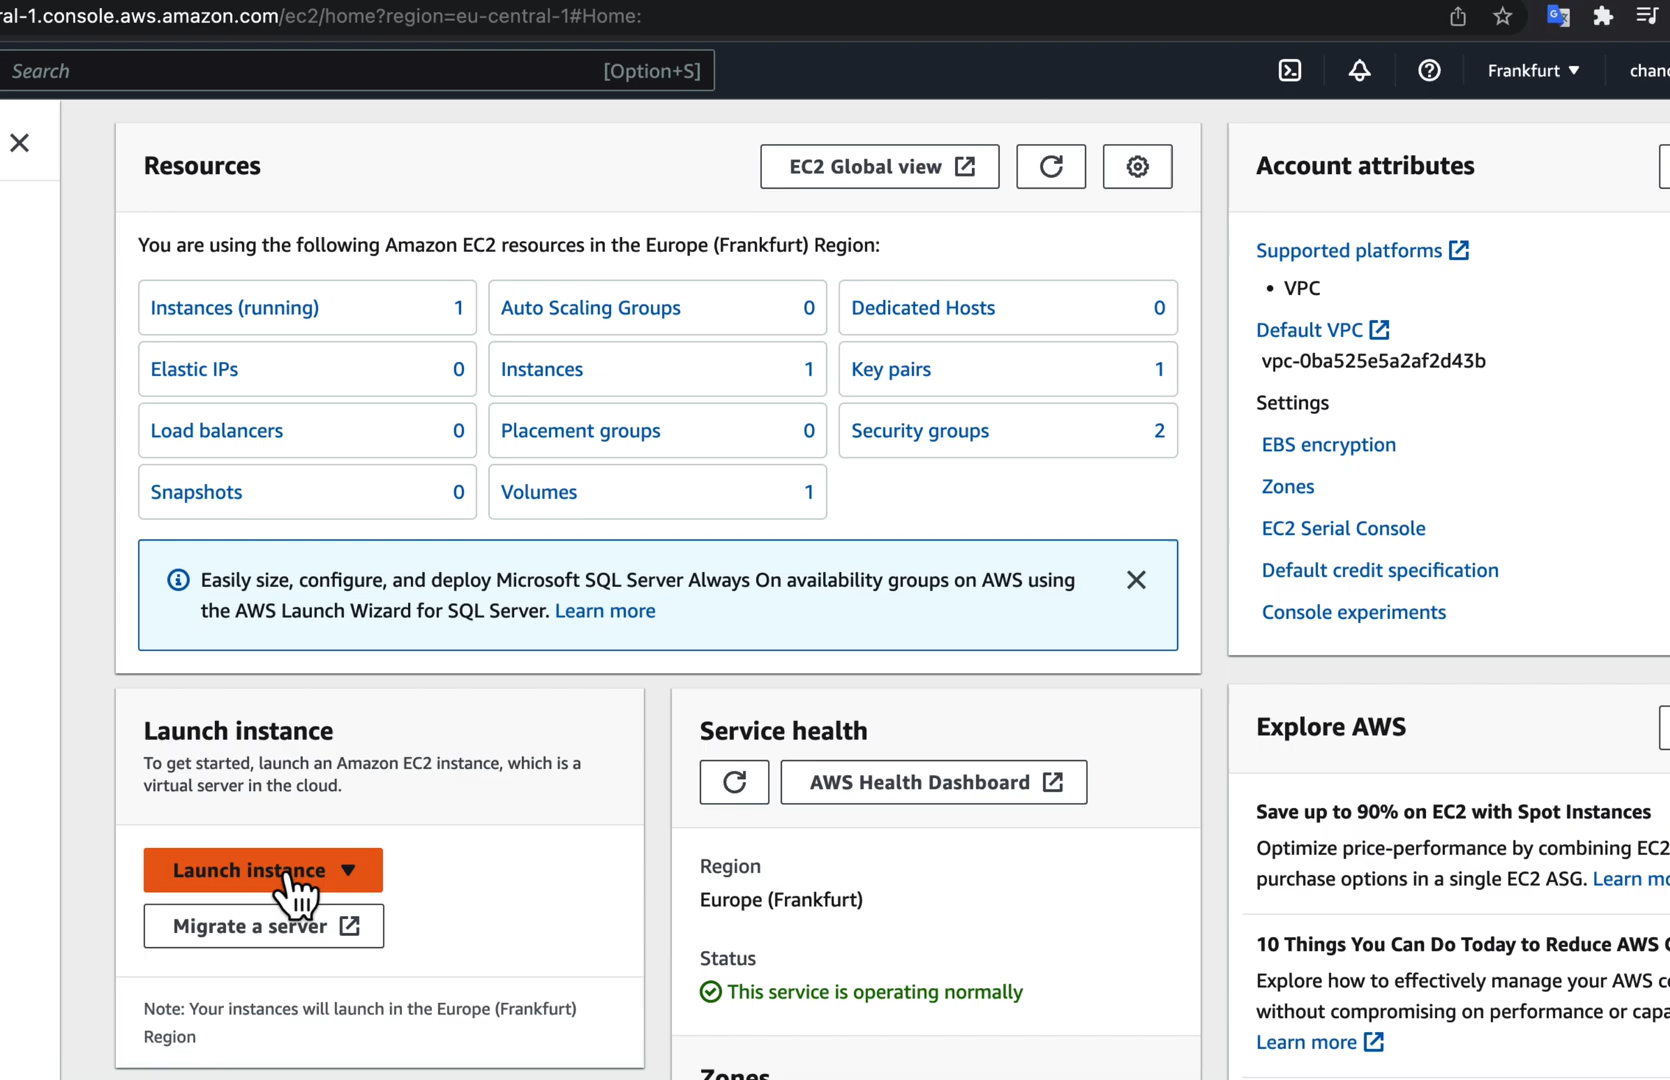 ral-1.console.aws.amazon.com/ec2/home?region=eu-central-1#Home:
Search [Option+S] Frankfurt ▼ chan
Resources
EC2 Global view
You are using the following Amazon EC2 resources in the Europe (Frankfurt) Region:
Instances (running) 1
Auto Scaling Groups 0
Dedicated Hosts 0
Elastic IPs 0
Instances 1
Key pairs 1
Load balancers 0
Placement groups 0
Security groups 2
Snapshots 0
Volumes 1
Easily size, configure, and deploy Microsoft SQL Server Always On availability groups on AWS using
the AWS Launch Wizard for SQL Server. Learn more
Account attributes
Supported platforms
• VPC
Default VPC
vpc-0ba525e5a2af2d43b
Settings
EBS encryption
Zones
EC2 Serial Console
Default credit specification
Console experiments
Launch instance
To get started, launch an Amazon EC2 instance, which is a
virtual server in the cloud.
Launch instance ▼
Migrate a server
Note: Your instances will launch in the Europe (Frankfurt)
Region
Service health
AWS Health Dashboard
Region
Europe (Frankfurt)
Status
This service is operating normally
Zones
Explore AWS
Save up to 90% on EC2 with Spot Instances
Optimize price-performance by combining EC2
purchase options in a single EC2 ASG. Learn mo
10 Things You Can Do Today to Reduce AWS C
Explore how to effectively manage your AWS co
without compromising on performance or capa
Learn more